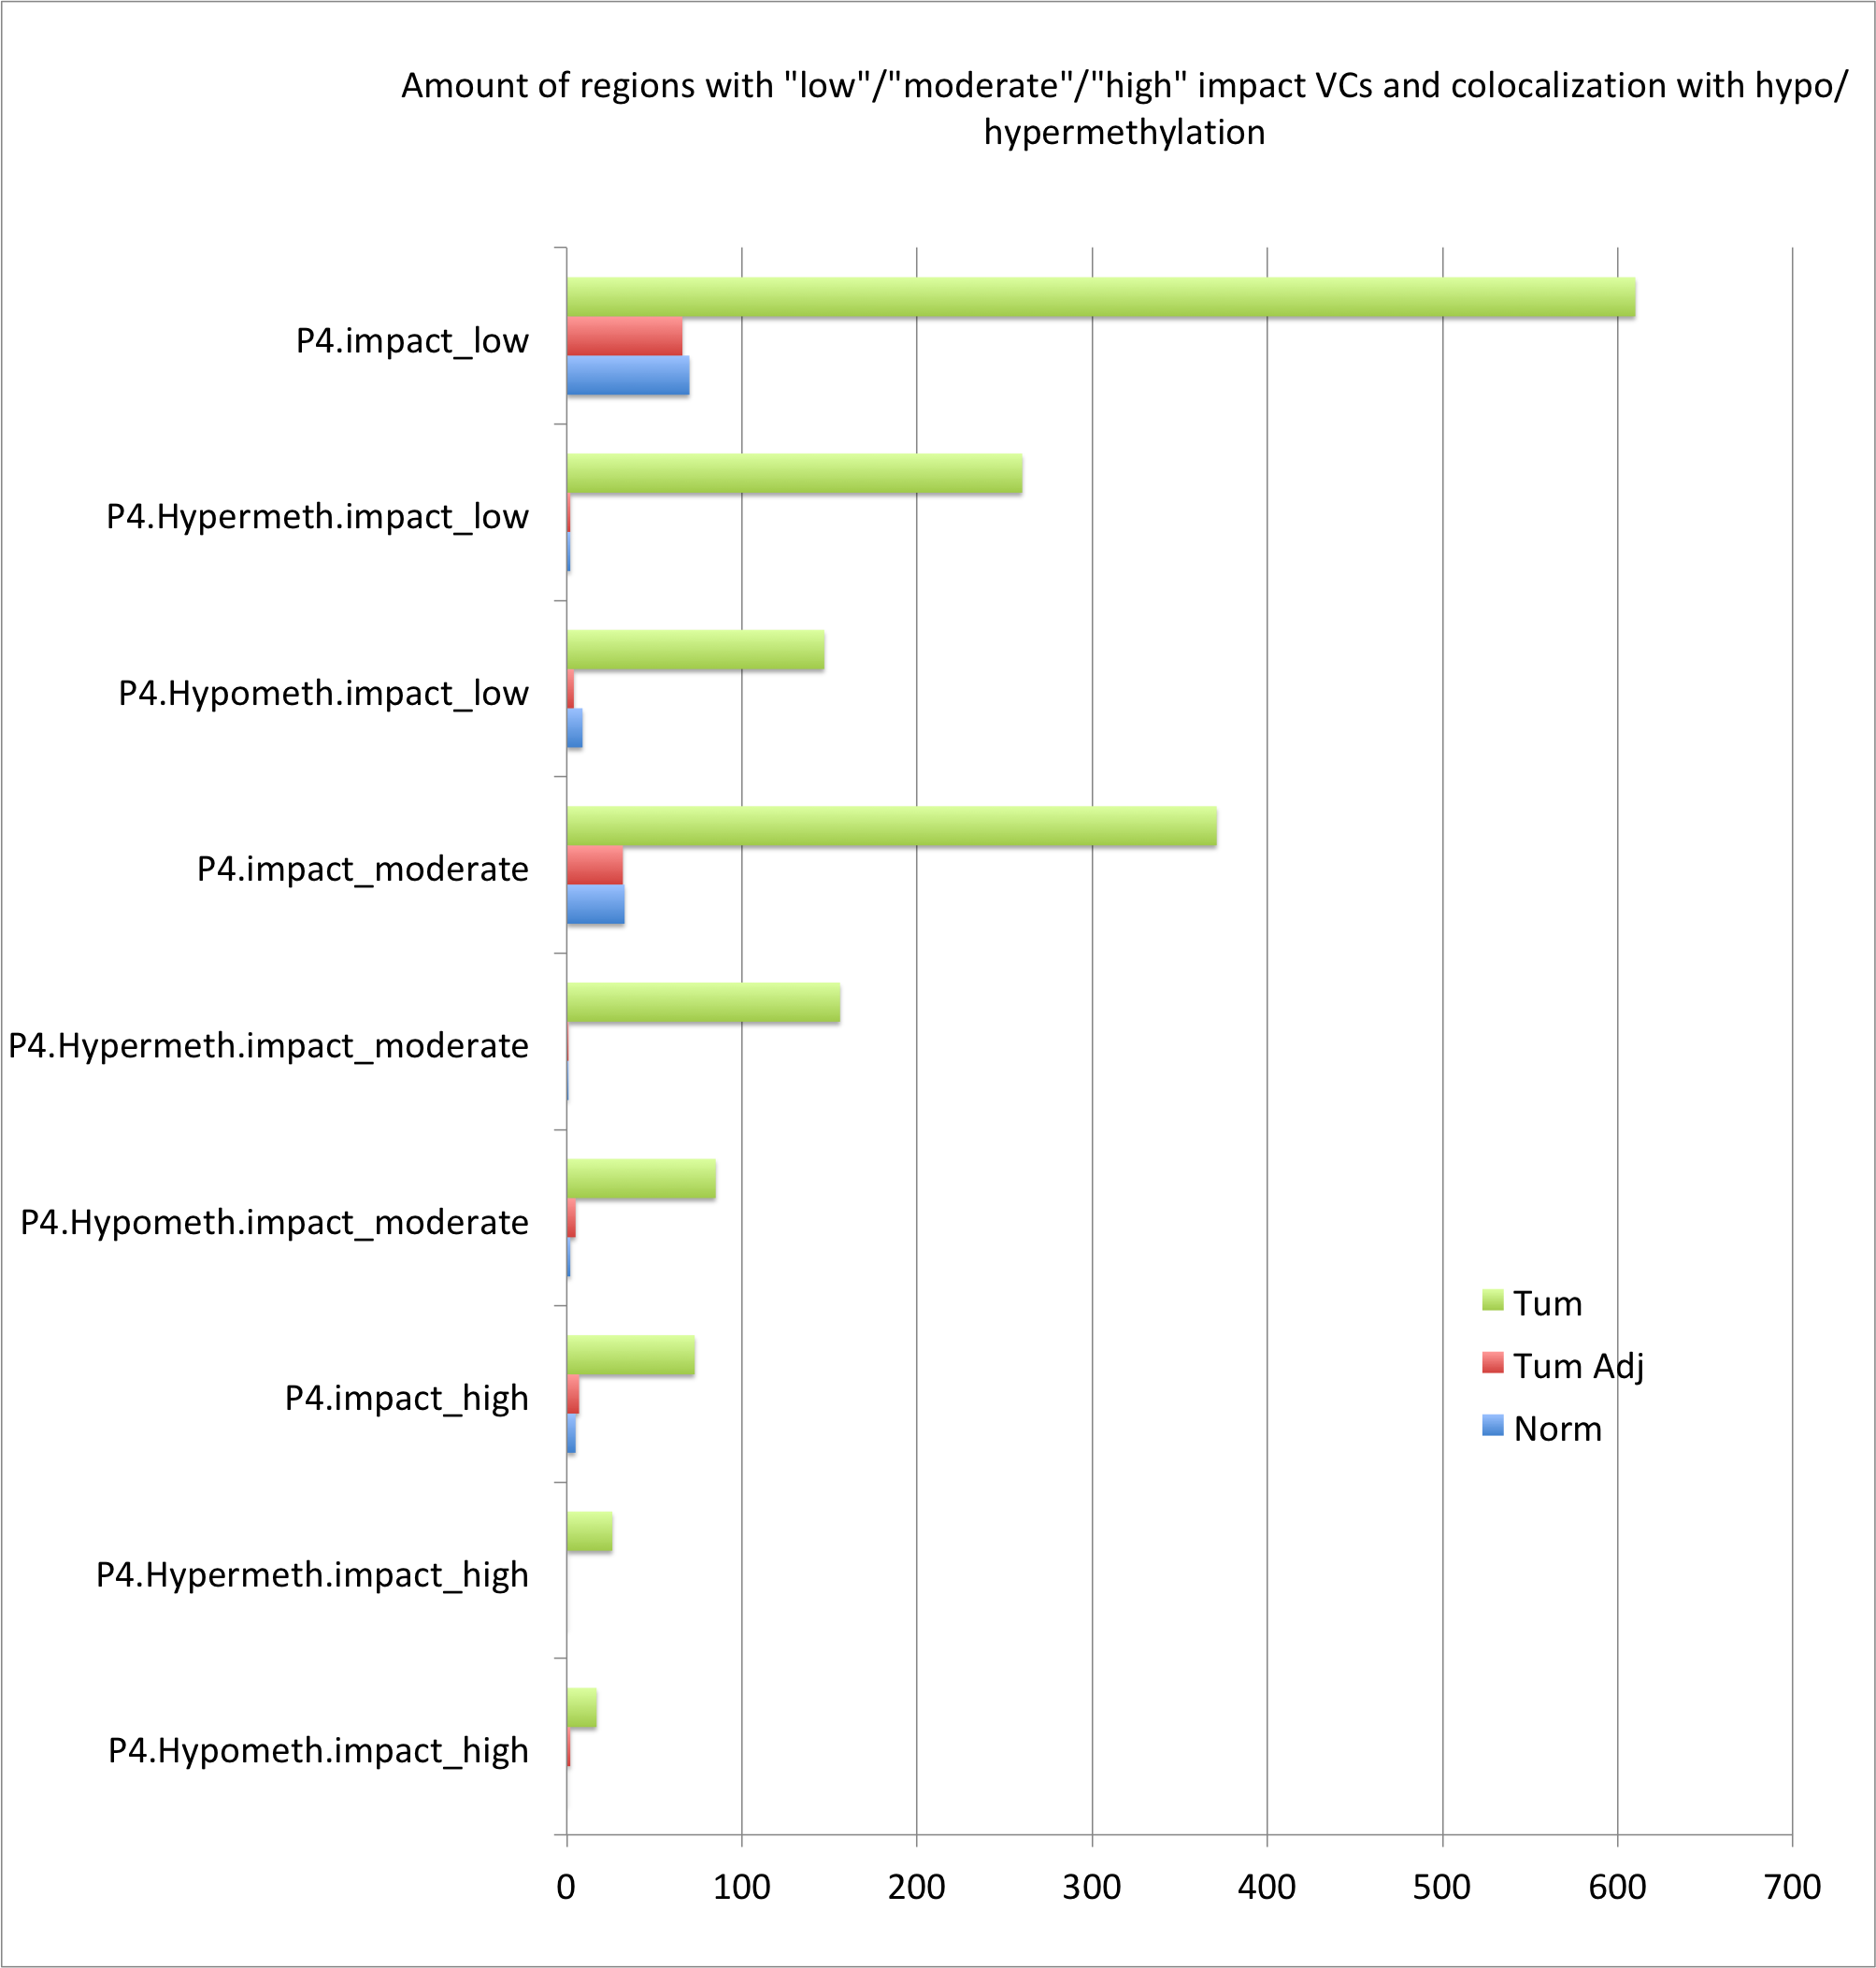 Amount of regions with "low"/"moderate"/"high" impact VCs and colocalization with hypo/
hypermethylation
P4.impact_low
P4.Hypermeth.impact_low
P4.Hypometh.impact_low
P4.impact_moderate
P4.Hypermeth.impact_moderate
P4.Hypometh.impact_moderate
P4.impact_high
P4.Hypermeth.impact_high
P4.Hypometh.impact_high
Tum
Tum Adj
Norm
0 100 200 300 400 500 600 700